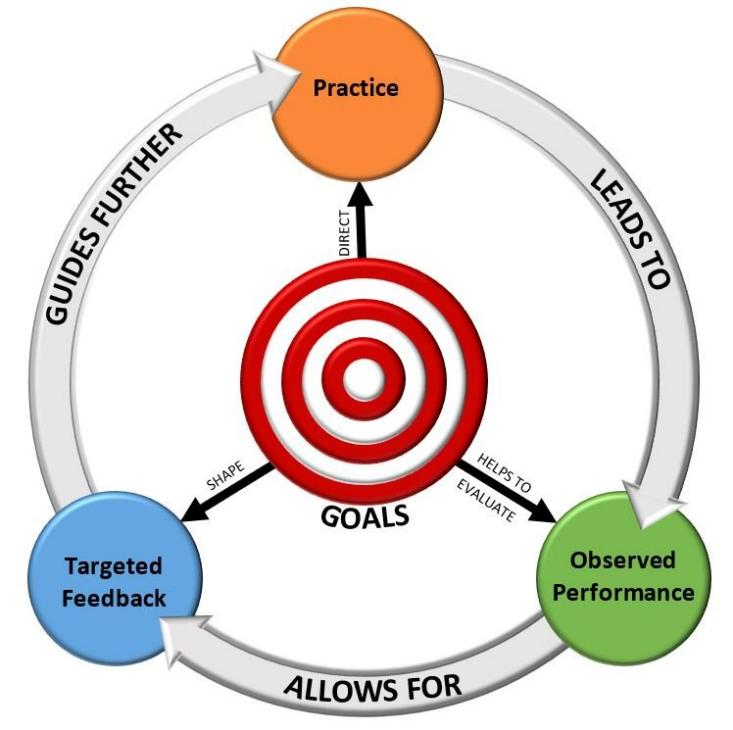 Practice
LEADS TO
GUIDES FURTHER
DIRECT
SHAPE
HELPS TO
EVALUATE
GOALS
Targeted
Feedback
Observed
Performance
ALLOWS FOR